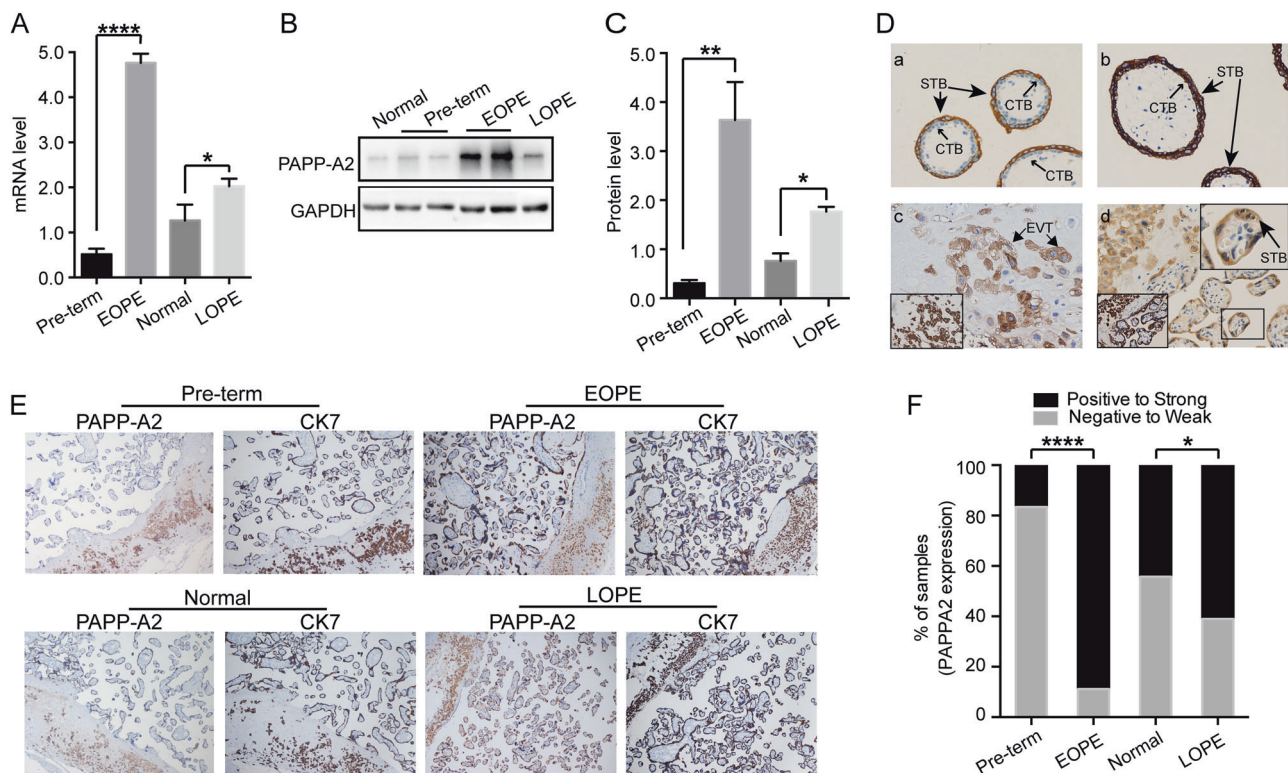 A
mRNA level
5.0
4.0
3.0
2.0
1.0
0.0
****
*
Pre-term
EOPE
Normal
LOPE
B
Normal
Pre-term
EOPE
LOPE
PAPP-A2
GAPDH
C
Protein level
5.0
4.0
3.0
2.0
1.0
0.0
**
*
Pre-term
EOPE
Normal
LOPE
D
a
STB
CTB
CTB
CTB
b
STB
CTB
c
EVT
d
STB
E
Pre-term
PAPP-A2 CK7
EOPE
PAPP-A2 CK7
Normal
PAPP-A2 CK7
LOPE
PAPP-A2 CK7
F
Positive to Strong
Negative to Weak
% of samples
(PAPPA2 expression)
100
80
60
40
20
0
****
*
Pre-term
EOPE
Normal
LOPE